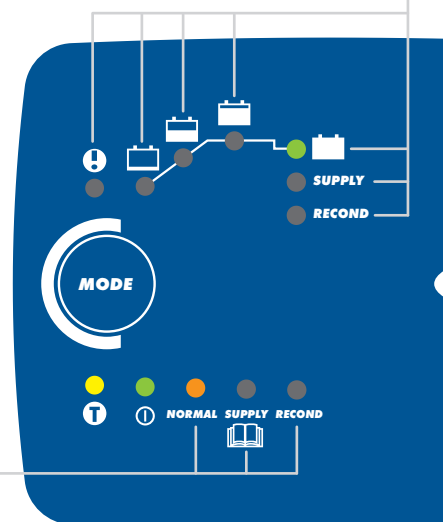 SUPPLY
RECOND
MODE
T
NORMAL SUPPLY RECOND